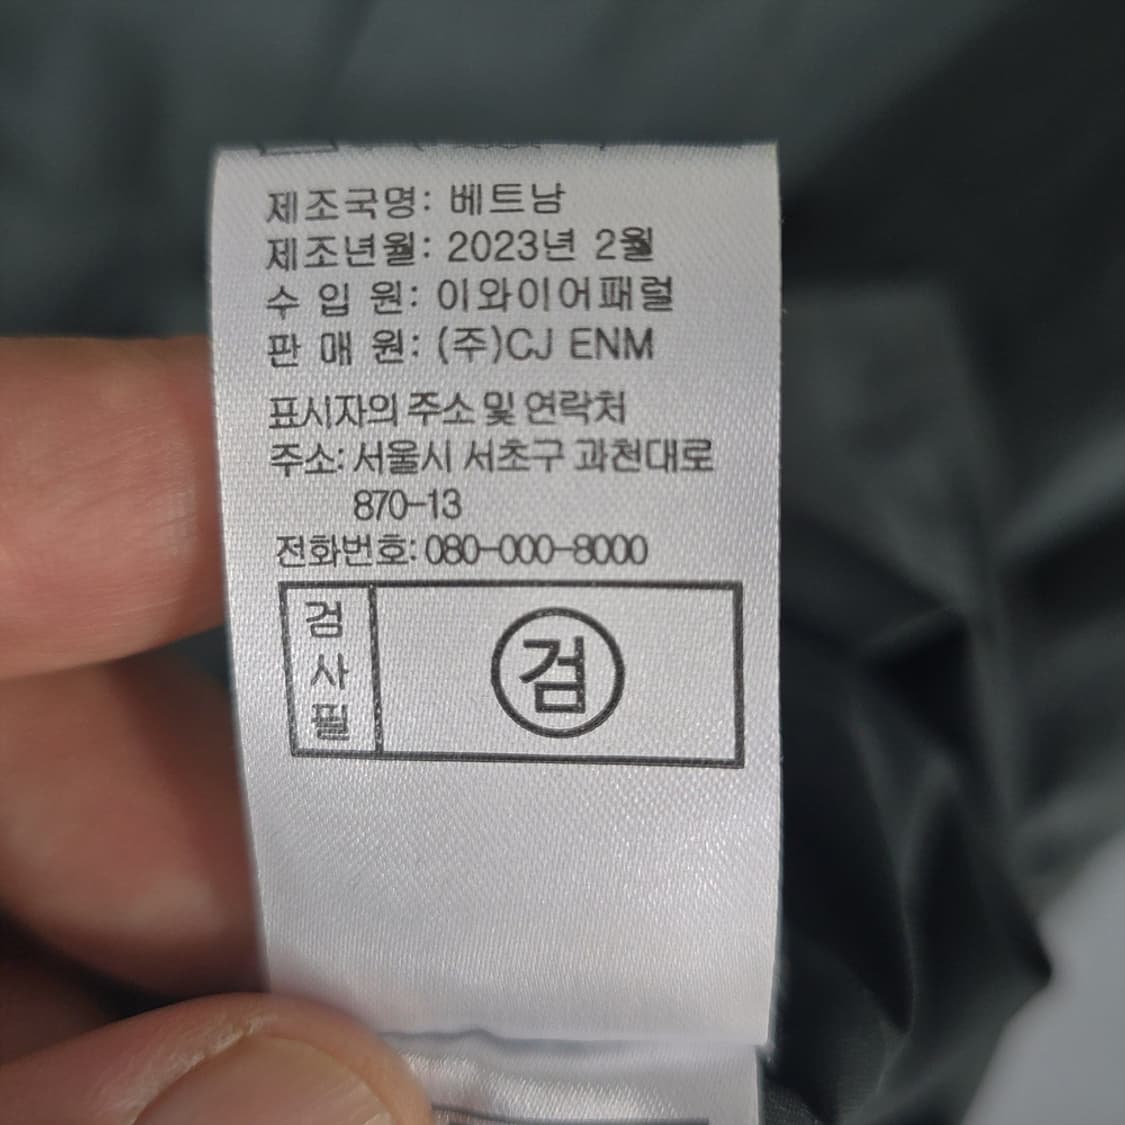 제조국명: 베트남
제조년월: 2023년 2월
수 입 원: 이와이어패럴
판 매 원: (주)CJ ENM
표시자의 주소 및 연락처
주소: 서울시 서초구 과천대로
870-13
전화번호: 080-000-8000
검사필
검